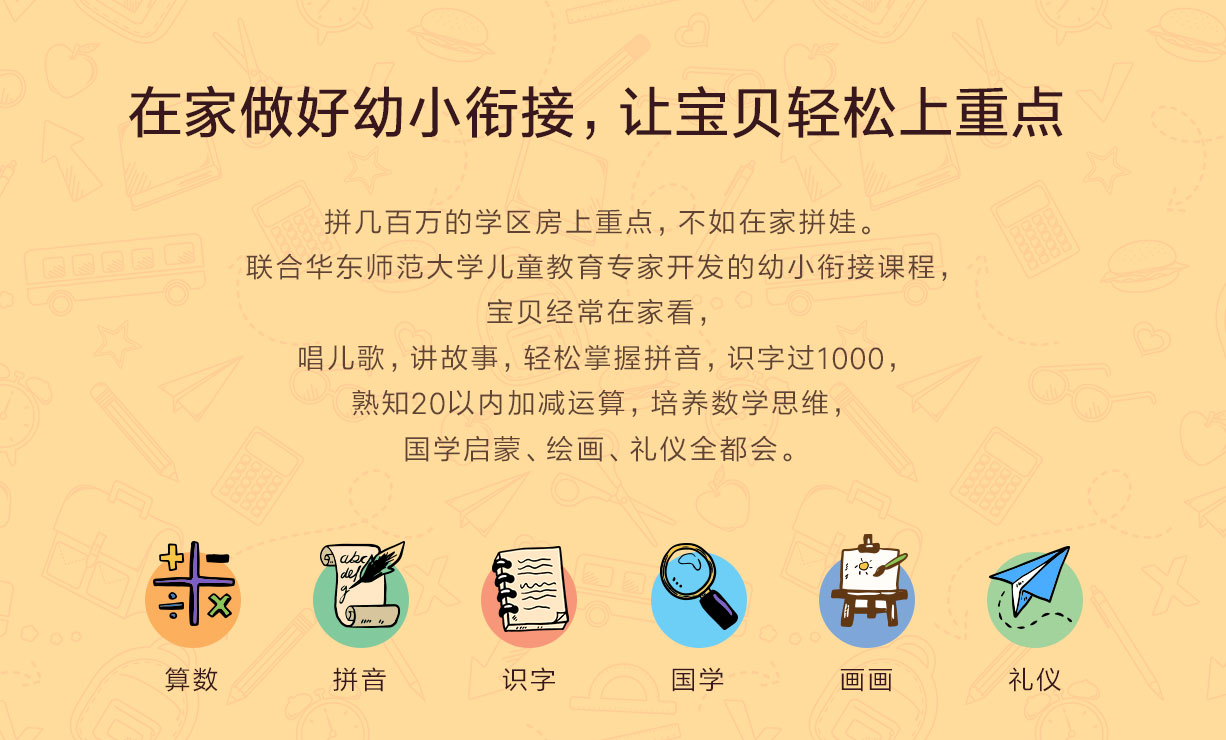 在家做好幼小衔接，让宝贝轻松上重点
拼几百万的学区房上重点，不如在家拼娃。
联合华东师范大学儿童教育专家开发的幼小衔接课程，
宝贝经常在家看，
唱儿歌，讲故事，轻松掌握拼音，识字过1000，
熟知20以内加减运算，培养数学思维，
国学启蒙、绘画、礼仪全都会。
abcd
def
g
算数
拼音
识字
国学
画画
礼仪